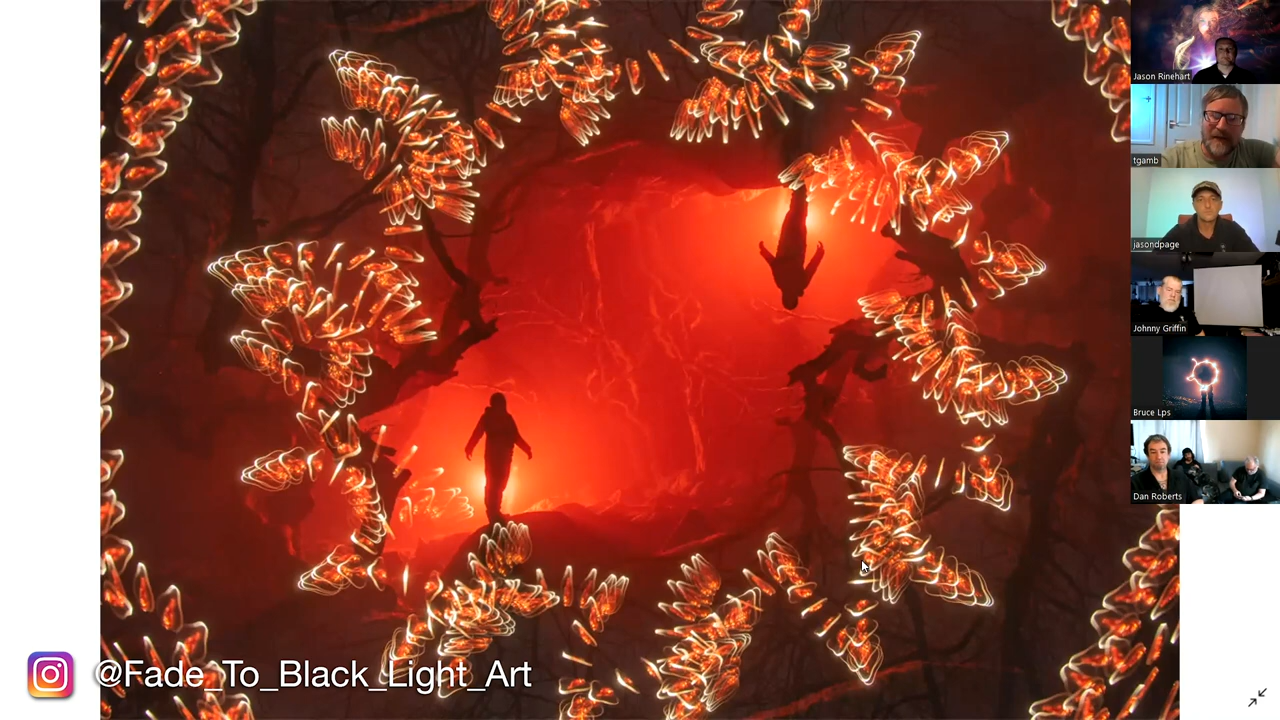 Jason Rinehart
tgamb
jasondpage
Johnny Griffin
Bruce Lps
Dan Roberts
@Fade_To_Black_Light_Art